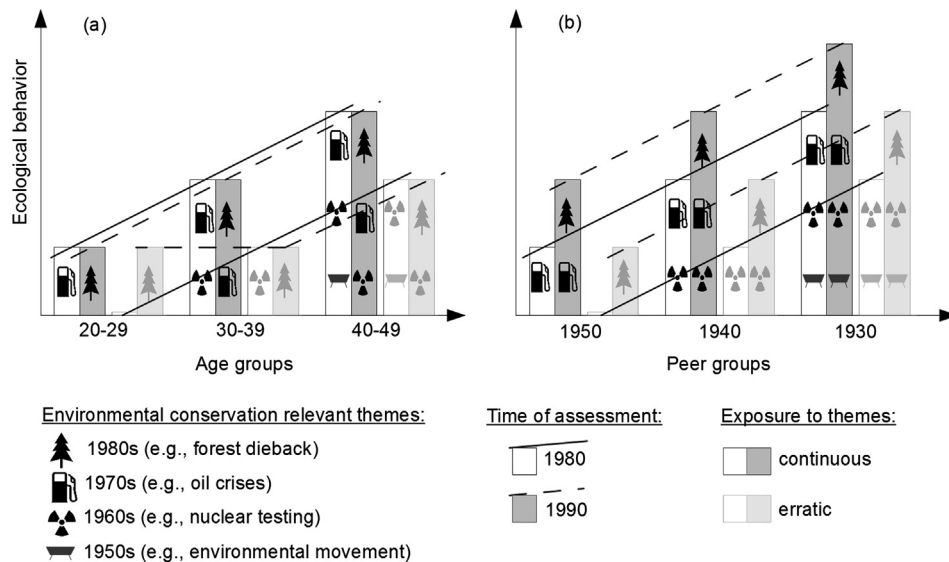 (a)
(b)
Ecological behavior
20-29
30-39
40-49
Age groups
1950
1940
1930
Peer groups
Environmental conservation relevant themes:
1980s (e.g., forest dieback)
1970s (e.g., oil crises)
1960s (e.g., nuclear testing)
1950s (e.g., environmental movement)
Time of assessment:
1980
1990
Exposure to themes:
continuous
erratic